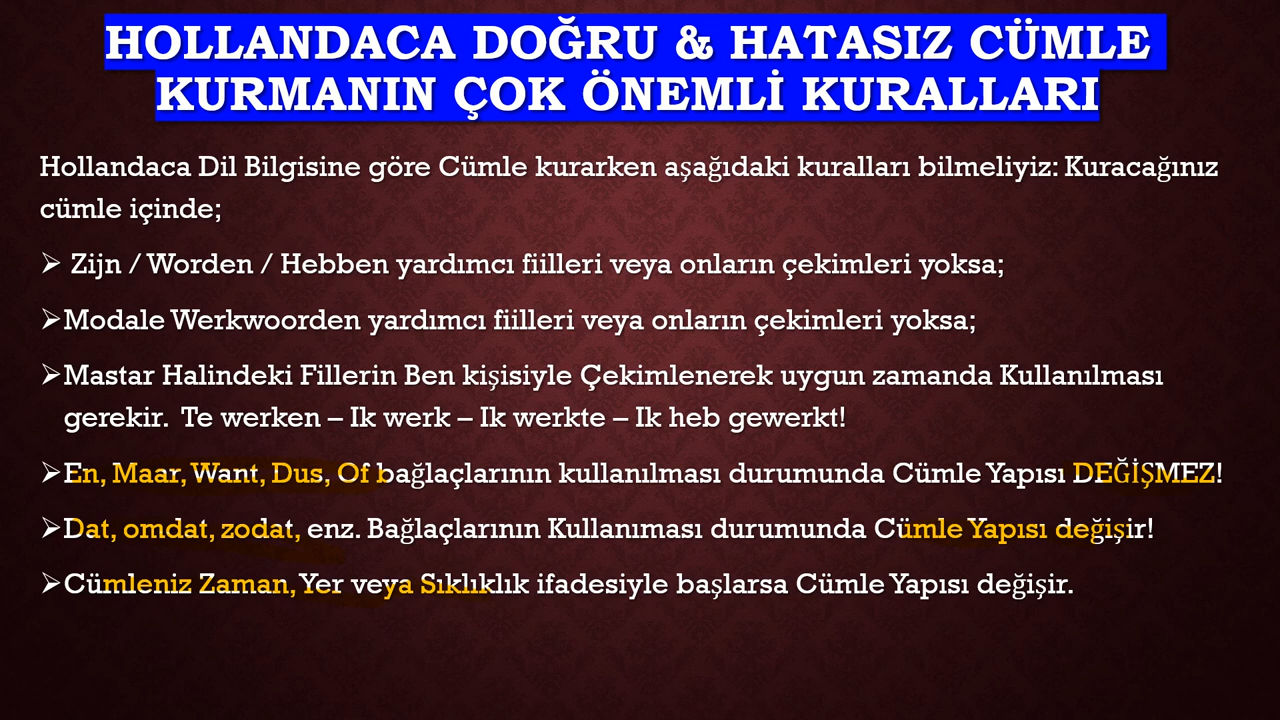 HOLLANDACA DOĞRU & HATASIZ CÜMLE
KURMANIN ÇOK ÖNEMLİ KURALLARI
Hollandaca Dil Bilgisine göre Cümle kurarken aşağıdaki kuralları bilmeliyiz: Kuracağınız
cümle içinde;
➢ Zijn / Worden / Hebben yardımcı fiilleri veya onların çekimleri yoksa;
➢Modale Werkwoorden yardımcı fiilleri veya onların çekimleri yoksa;
➢Mastar Halindeki Fillerin Ben kişisiyle Çekimlenerek uygun zamanda Kullanılması
gerekir. Te werken – Ik werk – Ik werkte – Ik heb gewerkt!
➢En, Maar, Want, Dus, Of bağlaçlarının kullanılması durumunda Cümle Yapısı DEĞİŞMEZ!
➢Dat, omdat, zodat, enz. Bağlaçlarının Kullanıması durumunda Cümle Yapısı değişir!
➢Cümleniz Zaman, Yer veya Sıklıklık ifadesiyle başlarsa Cümle Yapısı değişir.